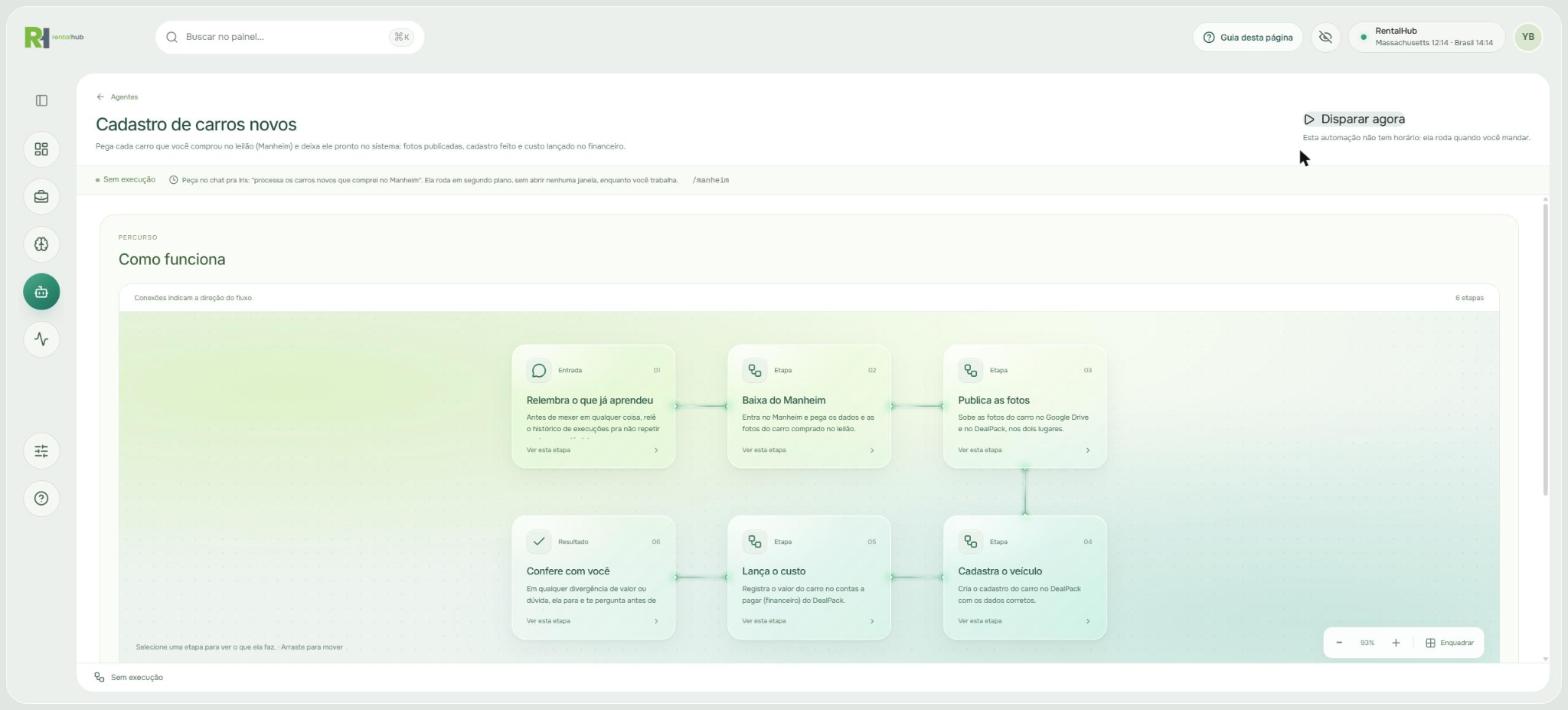 rentalhub
Buscar no painel...
⌘K
Guia desta página
RentalHub
Massachusetts 12:14 · Brasil 14:14
YB
Agentes
Cadastro de carros novos
Pega cada carro que você comprou no leilão (Manheim) e deixa ele pronto no sistema: fotos publicadas, cadastro feito e custo lançado no financeiro.
Disparar agora
Esta automação não tem horário: ela roda quando você mandar.
Sem execução
Peça no chat pra Iris: "processa os carros novos que comprei no Manheim". Ela roda em segundo plano, sem abrir nenhuma janela, enquanto você trabalha.
/manheim
PERCURSO
Como funciona
Conexões indicam a direção do fluxo.
6 etapas
Entrada
01
Relembra o que já aprendeu
Antes de mexer em qualquer coisa, relê
o histórico de execuções pra não repetir
Ver esta etapa
Etapa
02
Baixa do Manheim
Entra no Manheim e pega os dados e as
fotos do carro comprado no leilão.
Ver esta etapa
Etapa
03
Publica as fotos
Sobe as fotos do carro no Google Drive
e no DealPack, nos dois lugares.
Ver esta etapa
Resultado
06
Confere com você
Em qualquer divergência de valor ou
dúvida, ela para e te pergunta antes de
Ver esta etapa
Etapa
05
Lança o custo
Registra o valor do carro no contas a
pagar (financeiro) do DealPack.
Ver esta etapa
Etapa
04
Cadastra o veículo
Cria o cadastro do carro no DealPack
com os dados corretos.
Ver esta etapa
Selecione uma etapa para ver o que ela faz. · Arraste para mover
93%
Enquadrar
Sem execução